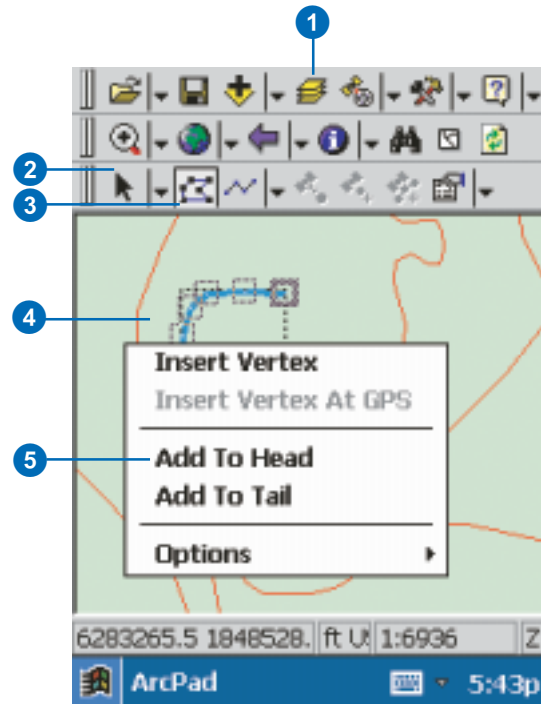 1
2
3
4
Insert Vertex
Insert Vertex At GPS
5
Add To Head
Add To Tail
Options
6283265.5 1848528. ft U 1:6936 Z
ArcPad 5:43p